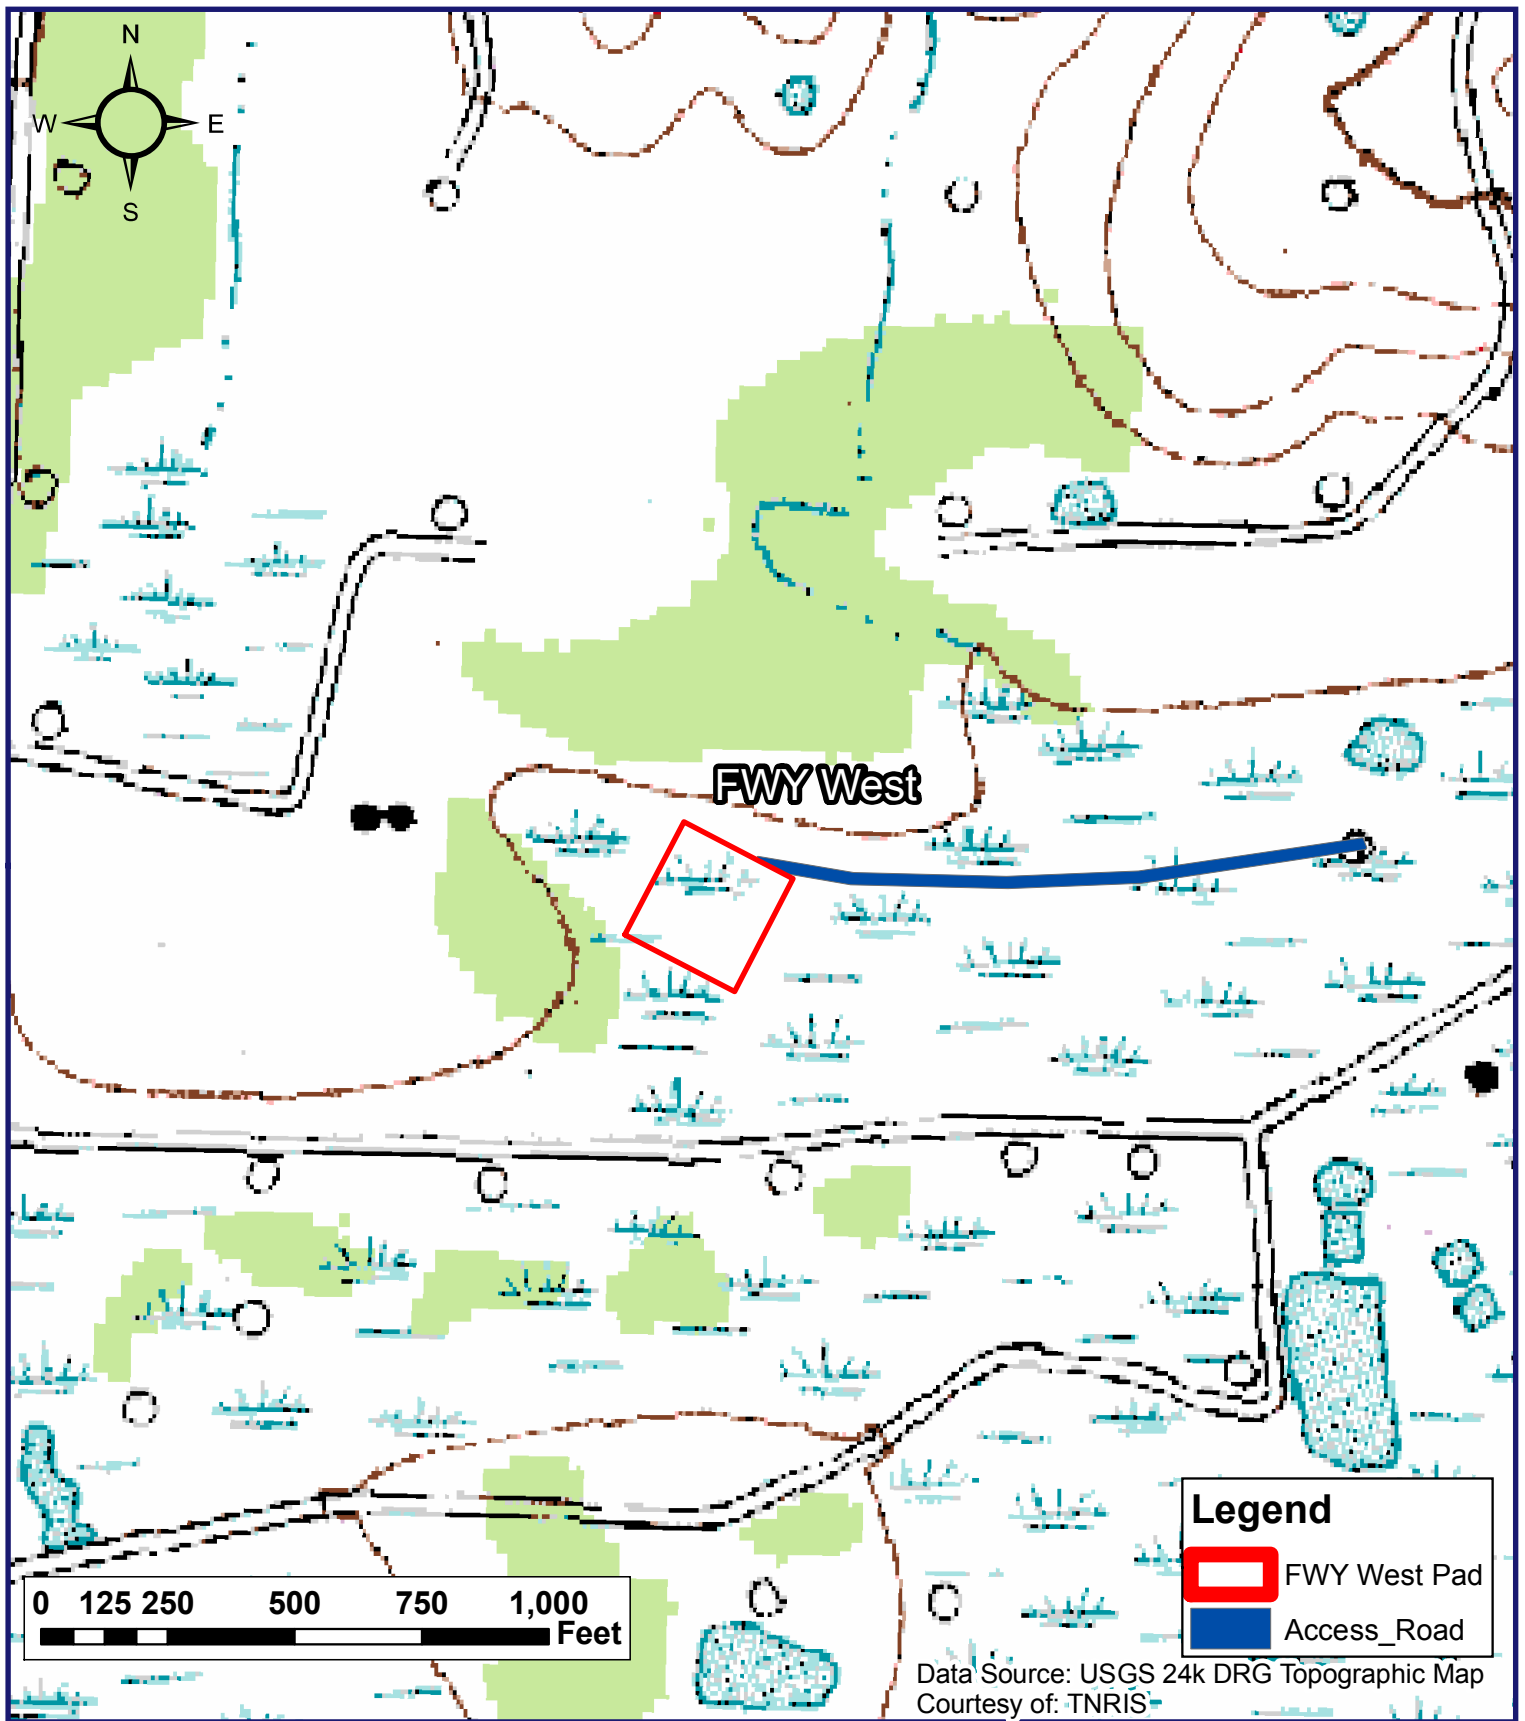 N
W E
S
FWY West
Legend
FWY West Pad
Access_Road
0 125 250 500 750 1,000
Feet
Data Source: USGS 24k DRG Topographic Map
Courtesy of: TNRIS